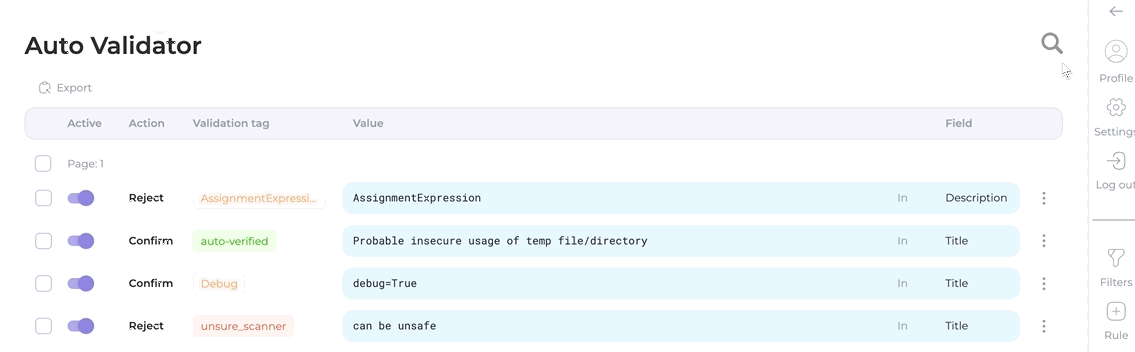 Auto Validator
Export
Active Action Validation tag Value Field
Page: 1
Reject AssignmentExpressi... AssignmentExpression In Description
Confirm auto-verified Probable insecure usage of temp file/directory In Title
Confirm Debug debug=True In Title
Reject unsure_scanner can be unsafe In Title
Profile
Settings
Log out
Filters
Rule